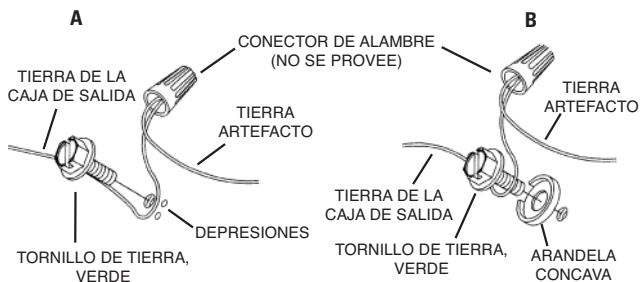 A
B
CONECTOR DE ALAMBRE
(NO SE PROVEE)
TIERRA DE LA
CAJA DE SALIDA
TIERRA
ARTEFACTO
TIERRA
ARTEFACTO
DEPRESIONES
TORNILLO DE TIERRA,
VERDE
TIERRA DE LA
CAJA DE SALIDA
TORNILLO DE TIERRA,
VERDE
ARANDELA
CONCAVA